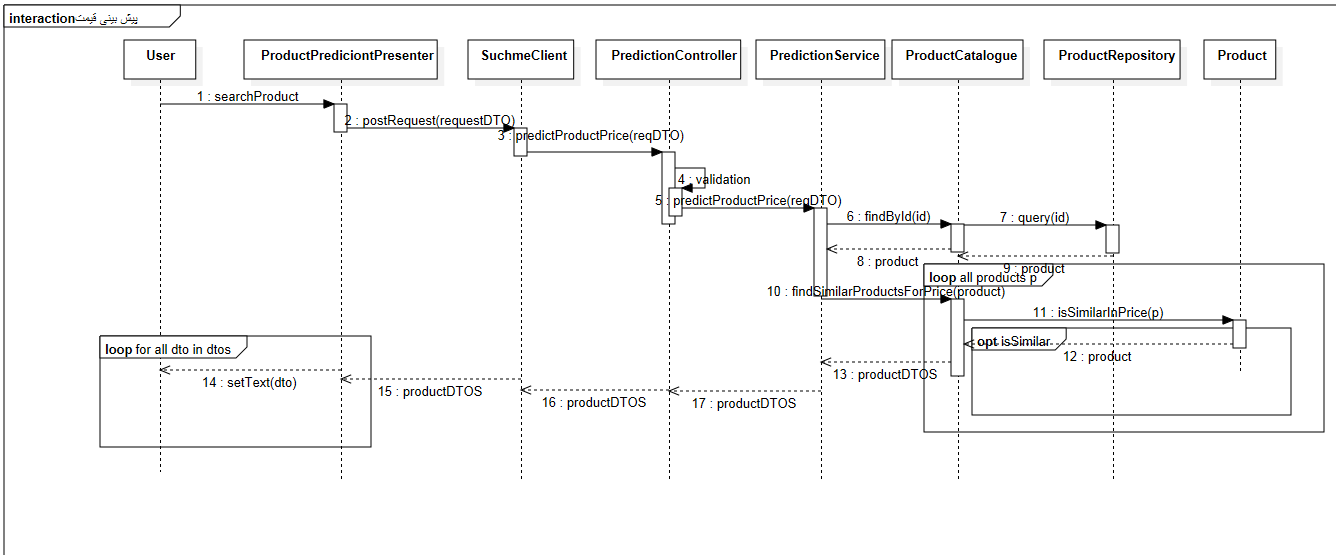 interaction پیش بینی قیمت
User
ProductPrediciontPresenter
SuchmeClient
PredictionController
PredictionService
ProductCatalogue
ProductRepository
Product
1 : searchProduct
2 : postRequest(requestDTO)
3 : predictProductPrice(reqDTO)
4 : validation
5 : predictProductPrice(reqDTO)
6 : findById(id)
7 : query(id)
8 : product
9 : product
loop all products p
10 : findSimilarProductsForPrice(product)
11 : isSimilarInPrice(p)
opt isSimilar
12 : product
loop for all dto in dtos
13 : productDTOS
14 : setText(dto)
15 : productDTOS
16 : productDTOS
17 : productDTOS